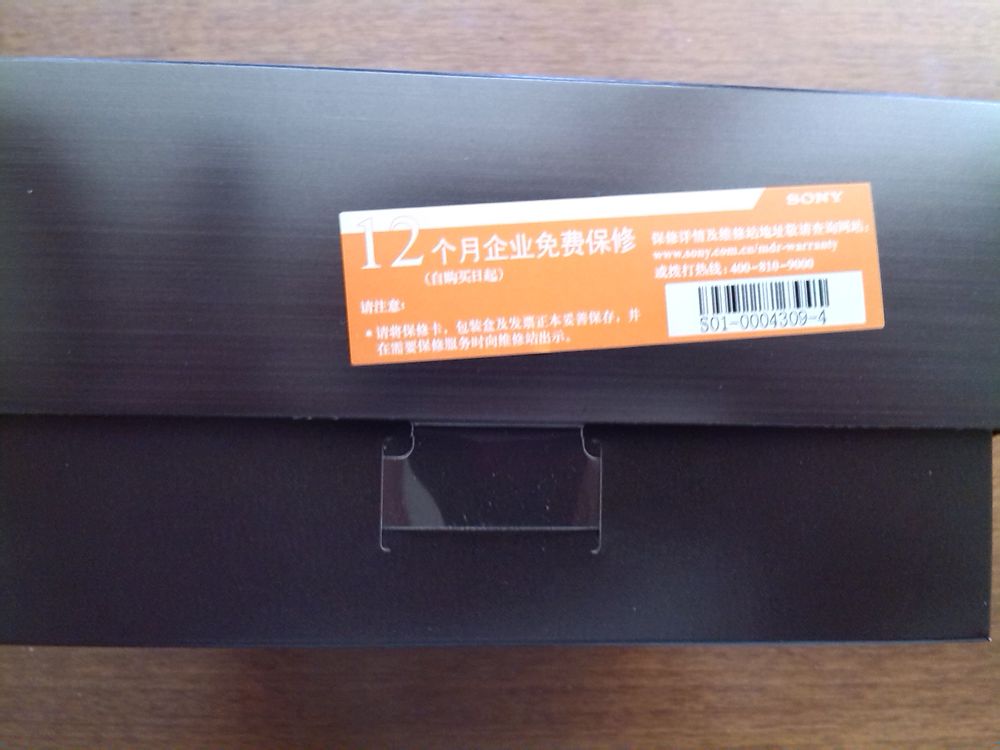 SONY
12个月企业免费保修
(自购买日起)
请注意:
* 请将保修卡，包装盒及发票正本妥善保存，并
在需要保修服务时向维修站出示。
保修详情及维修站地址敬请查询网站:
www.sony.com.cn/mdr-warranty
或拨打热线: 400-810-9000
S01-0004309-4